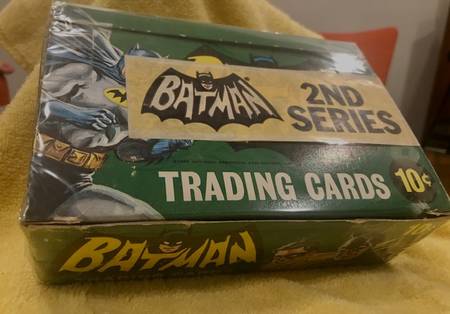 BATMAN®
2ND
SERIES
TRADING CARDS 10¢
BATMAN